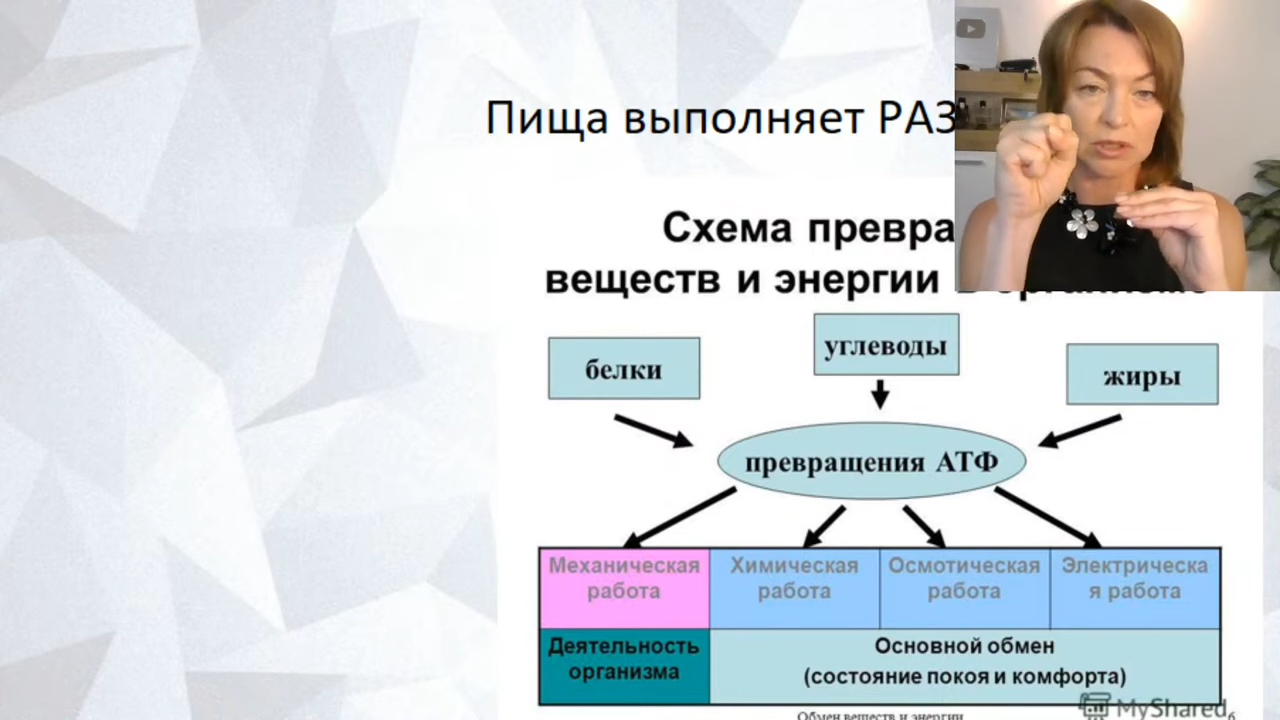 Пища выполняет РАЗ
Схема превра
веществ и энергии
белки
углеводы
жиры
превращения АТФ
Механическая
работа
Химическая
работа
Осмотическая
работа
Электрическа
я работа
Деятельность
организма
Основной обмен
(состояние покоя и комфорта)
Обмен веществ и энергии
MyShared
6